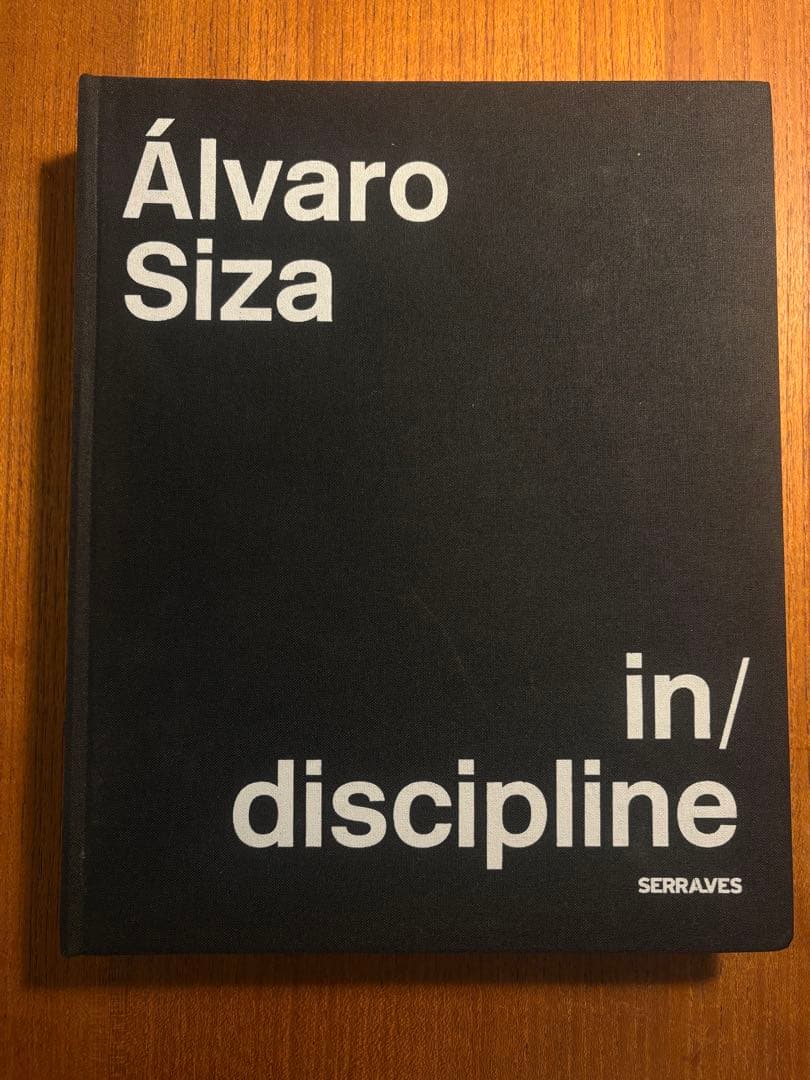 Álvaro
Siza
in/
discipline
SERRALVES